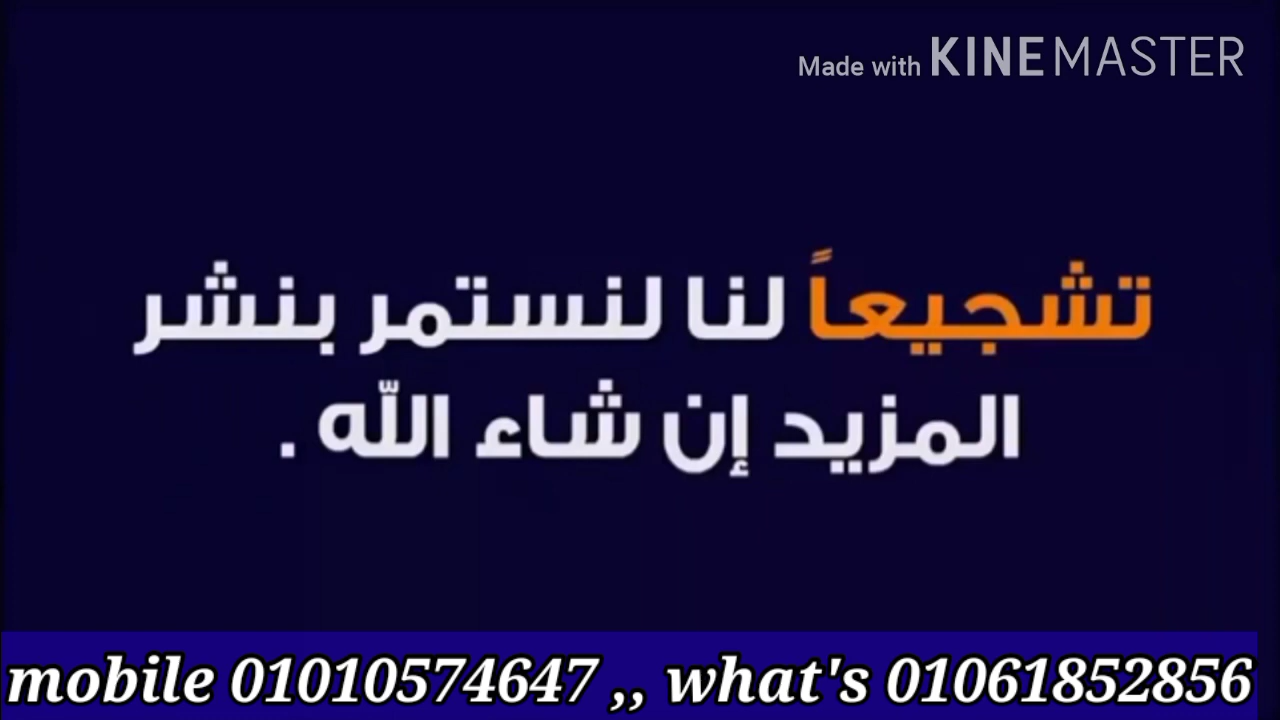 Made with KINEMASTER
تشجيعاً لنا لنستمر بنشر
المزيد إن شاء الله .
mobile 01010574647 ,, what's 01061852856